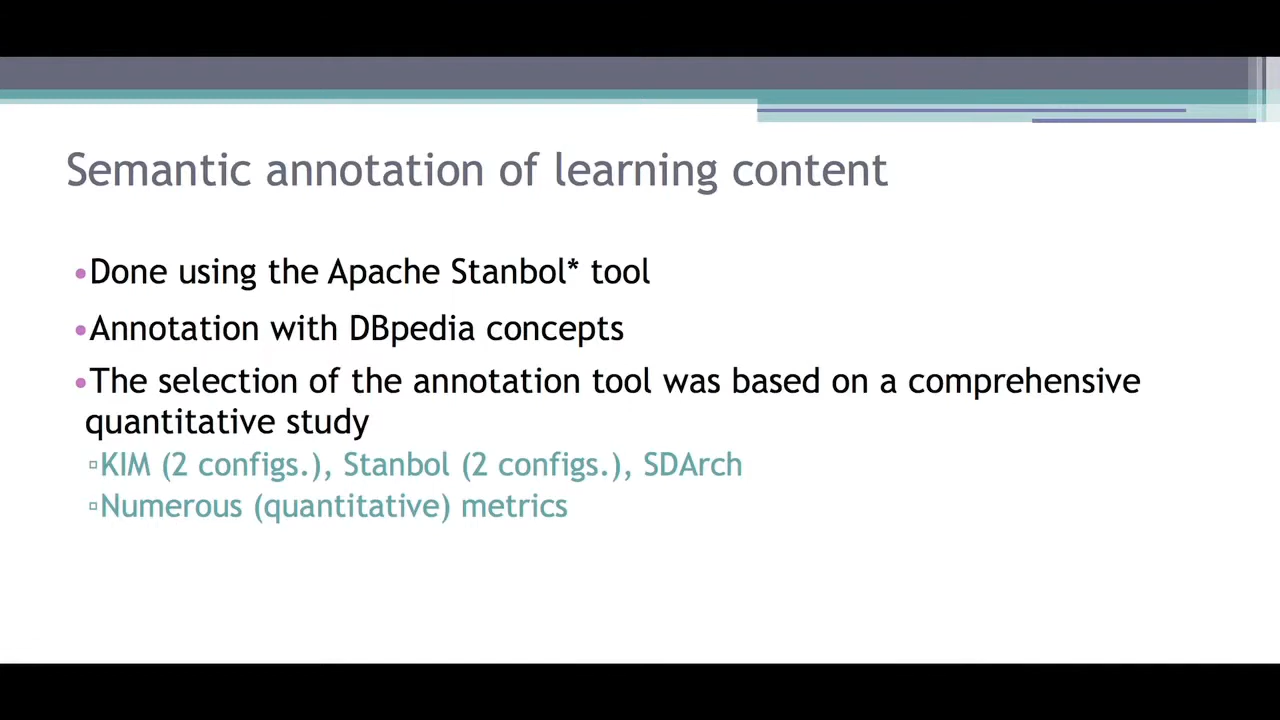 Semantic annotation of learning content
•Done using the Apache Stanbol* tool
•Annotation with DBpedia concepts
•The selection of the annotation tool was based on a comprehensive
quantitative study
▫KIM (2 configs.), Stanbol (2 configs.), SDArch
▫Numerous (quantitative) metrics